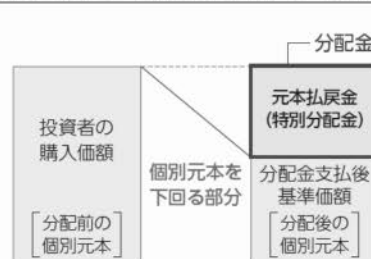 分配金
元本払戻金
(特別分配金)
投資者の
購入価額
個別元本を
下回る部分
分配金支払後
基準価額
[分配前の
個別元本]
[分配後の
個別元本]